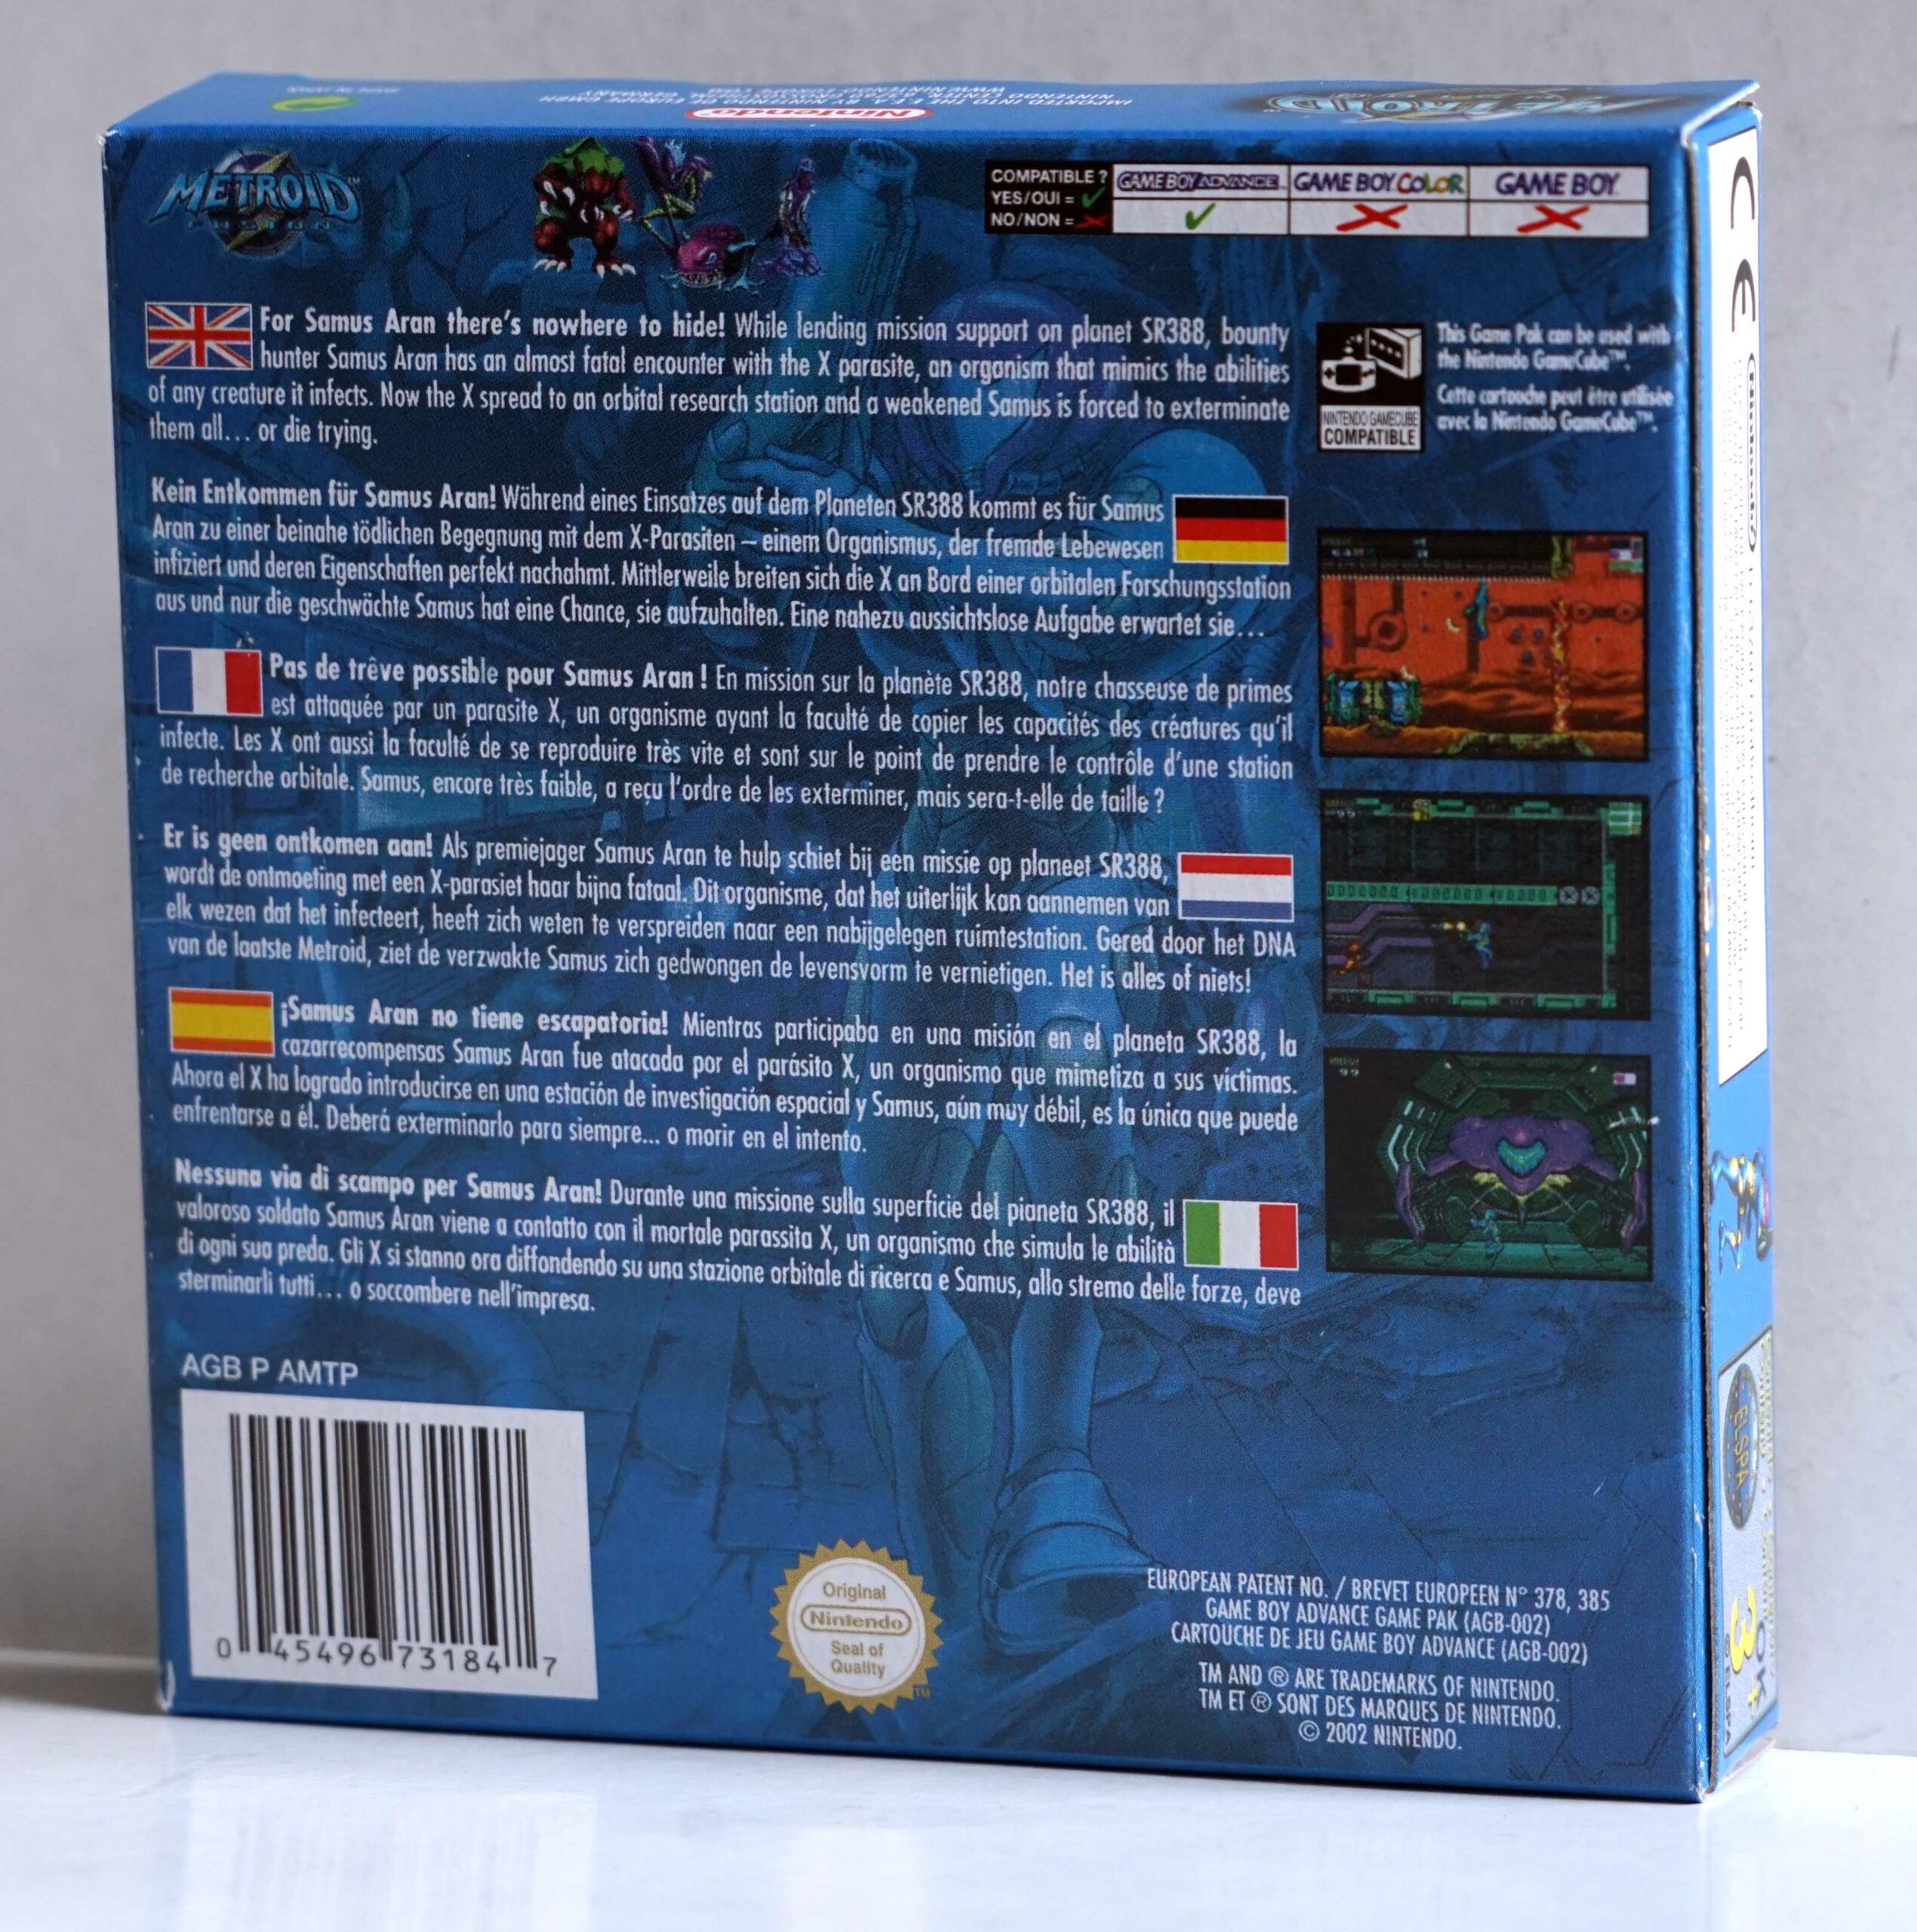 METROID™
FUSION
COMPATIBLE ?
YES/OUI =
NO/NON =
GAME BOY ADVANCE
GAME BOY COLOR
GAME BOY
For Samus Aran there's nowhere to hide! While lending mission support on planet SR388, bounty
hunter Samus Aran has an almost fatal encounter with the X parasite, an organism that mimics the abilities
of any creature it infects. Now the X spread to an orbital research station and a weakened Samus is forced to exterminate
them all... or die trying.
NINTENDO GAMECUBE
COMPATIBLE
This Game Pak can be used with
the Nintendo GameCube™.
Cette cartouche peut être utilisée
avec la Nintendo GameCube™.
Kein Entkommen für Samus Aran! Während eines Einsatzes auf dem Planeten SR388 kommt es für Samus
Aran zu einer beinahe tödlichen Begegnung mit dem X-Parasiten – einem Organismus, der fremde Lebewesen
infiziert und deren Eigenschaften perfekt nachahmt. Mittlerweile breiten sich die X an Bord einer orbitalen Forschungsstation
aus und nur die geschwächte Samus hat eine Chance, sie aufzuhalten. Eine nahezu aussichtslose Aufgabe erwartet sie...
Pas de trêve possible pour Samus Aran ! En mission sur la planète SR388, notre chasseuse de primes
est attaquée par un parasite X, un organisme ayant la faculté de copier les capacités des créatures qu'il
infecte. Les X ont aussi la faculté de se reproduire très vite et sont sur le point de prendre le contrôle d'une station
de recherche orbitale. Samus, encore très faible, a reçu l'ordre de les exterminer, mais sera-t-elle de taille ?
Er is geen ontkomen aan! Als premiejager Samus Aran te hulp schiet bij een missie op planeet SR388,
wordt de ontmoeting met een X-parasiet haar bijna fataal. Dit organisme, dat het uiterlijk kan aannemen van
elk wezen dat het infecteert, heeft zich weten te verspreiden naar een nabijgelegen ruimtestation. Gered door het DNA
van de laatste Metroid, ziet de verzwakte Samus zich gedwongen de levensvorm te vernietigen. Het is alles of niets!
¡Samus Aran no tiene escapatoria! Mientras participaba en una misión en el planeta SR388, la
cazarrecompensas Samus Aran fue atacada por el parásito X, un organismo que mimetiza a sus víctimas.
Ahora el X ha logrado introducirse en una estación de investigación espacial y Samus, aún muy débil, es la única que puede
enfrentarse a él. Deberá exterminarlo para siempre... o morir en el intento.
Nessuna via di scampo per Samus Aran! Durante una missione sulla superficie del pianeta SR388, il
valoroso soldato Samus Aran viene a contatto con il mortale parassita X, un organismo che simula le abilità
di ogni sua preda. Gli X si stanno ora diffondendo su una stazione orbitale di ricerca e Samus, allo stremo delle forze, deve
sterminarli tutti... o soccombere nell'impresa.
AGB P AMTP
0 45496 73184 7
Original
Nintendo
Seal of
Quality
TM
EUROPEAN PATENT NO. / BREVET EUROPEEN N° 378, 385
GAME BOY ADVANCE GAME PAK (AGB-002)
CARTOUCHE DE JEU GAME BOY ADVANCE (AGB-002)
TM AND ® ARE TRADEMARKS OF NINTENDO.
TM ET ® SONT DES MARQUES DE NINTENDO.
© 2002 NINTENDO.
Nintendo
METROID
CE
ELSPA
3+
OK